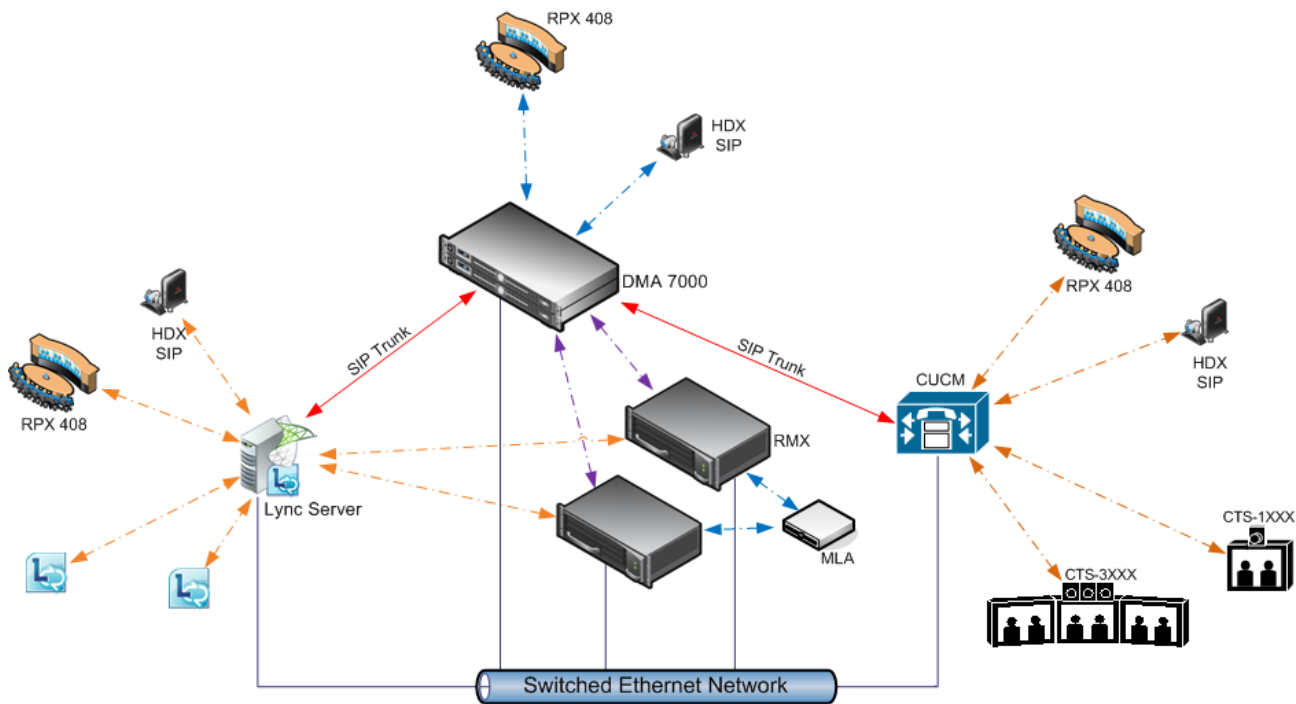 RPX 408
HDX
SIP
DMA 7000
RPX 408
HDX
SIP
HDX
SIP
RPX 408
SIP Trunk
SIP Trunk
CUCM
RMX
Lync Server
MLA
CTS-1XXX
CTS-3XXX
L
L
L
Switched Ethernet Network